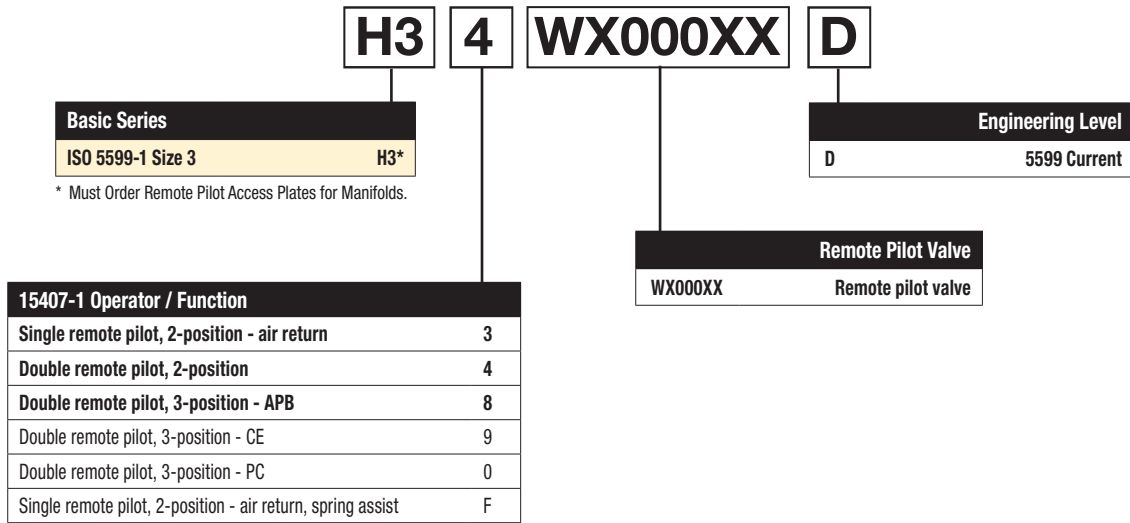 H3 4 WX000XX D
Basic Series
ISO 5599-1 Size 3 H3*
* Must Order Remote Pilot Access Plates for Manifolds.
Engineering Level
D 5599 Current
Remote Pilot Valve
WX000XX Remote pilot valve
15407-1 Operator / Function
Single remote pilot, 2-position - air return 3
Double remote pilot, 2-position 4
Double remote pilot, 3-position - APB 8
Double remote pilot, 3-position - CE 9
Double remote pilot, 3-position - PC 0
Single remote pilot, 2-position - air return, spring assist F